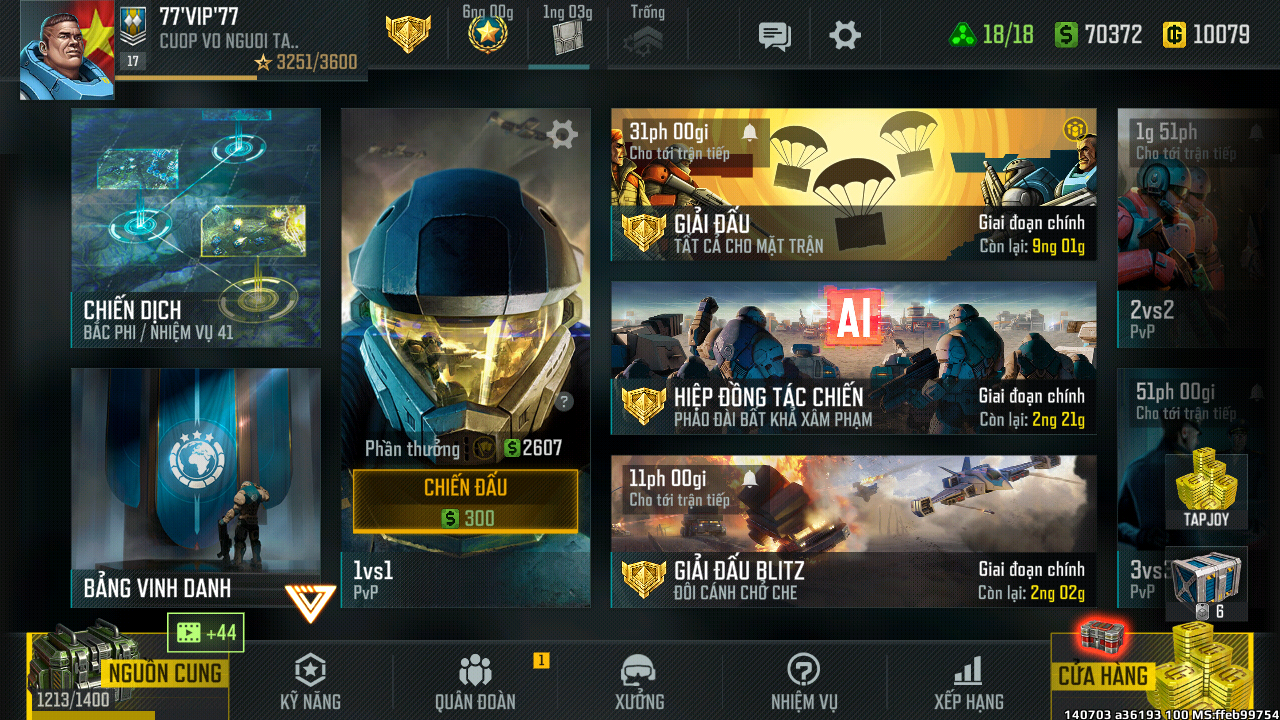 77'VIP'77
CUOP VO NGUOI TA..
17
3251/3600
6ng 00g
1ng 03g
Trống
18/18
70372
10079
CHIẾN DỊCH
BẮC PHI / NHIỆM VỤ 41
BẢNG VINH DANH
Phần thưởng
2607
CHIẾN ĐẤU
300
1vs1
PvP
31ph 00gi
Cho tới trận tiếp
GIẢI ĐẤU
TẤT CẢ CHO MẶT TRẬN
Giai đoạn chính
Còn lại: 9ng 01g
AI
HIỆP ĐỒNG TÁC CHIẾN
PHÁO ĐÀI BẤT KHẢ XÂM PHẠM
Giai đoạn chính
Còn lại: 2ng 21g
11ph 00gi
Cho tới trận tiếp
GIẢI ĐẤU BLITZ
ĐÔI CÁNH CHỞ CHE
Giai đoạn chính
Còn lại: 2ng 02g
1g 51ph
Cho tới trận tiếp
2vs2
PvP
51ph 00gi
Cho tới trận tiếp
TAPJOY
3vs3
PvP
6
+44
NGUỒN CUNG
1213/1400
KỸ NĂNG
QUÂN ĐOÀN
1
XƯỞNG
NHIỆM VỤ
XẾP HẠNG
CỬA HÀNG
140703 a36193 100 MS:ffeb99754